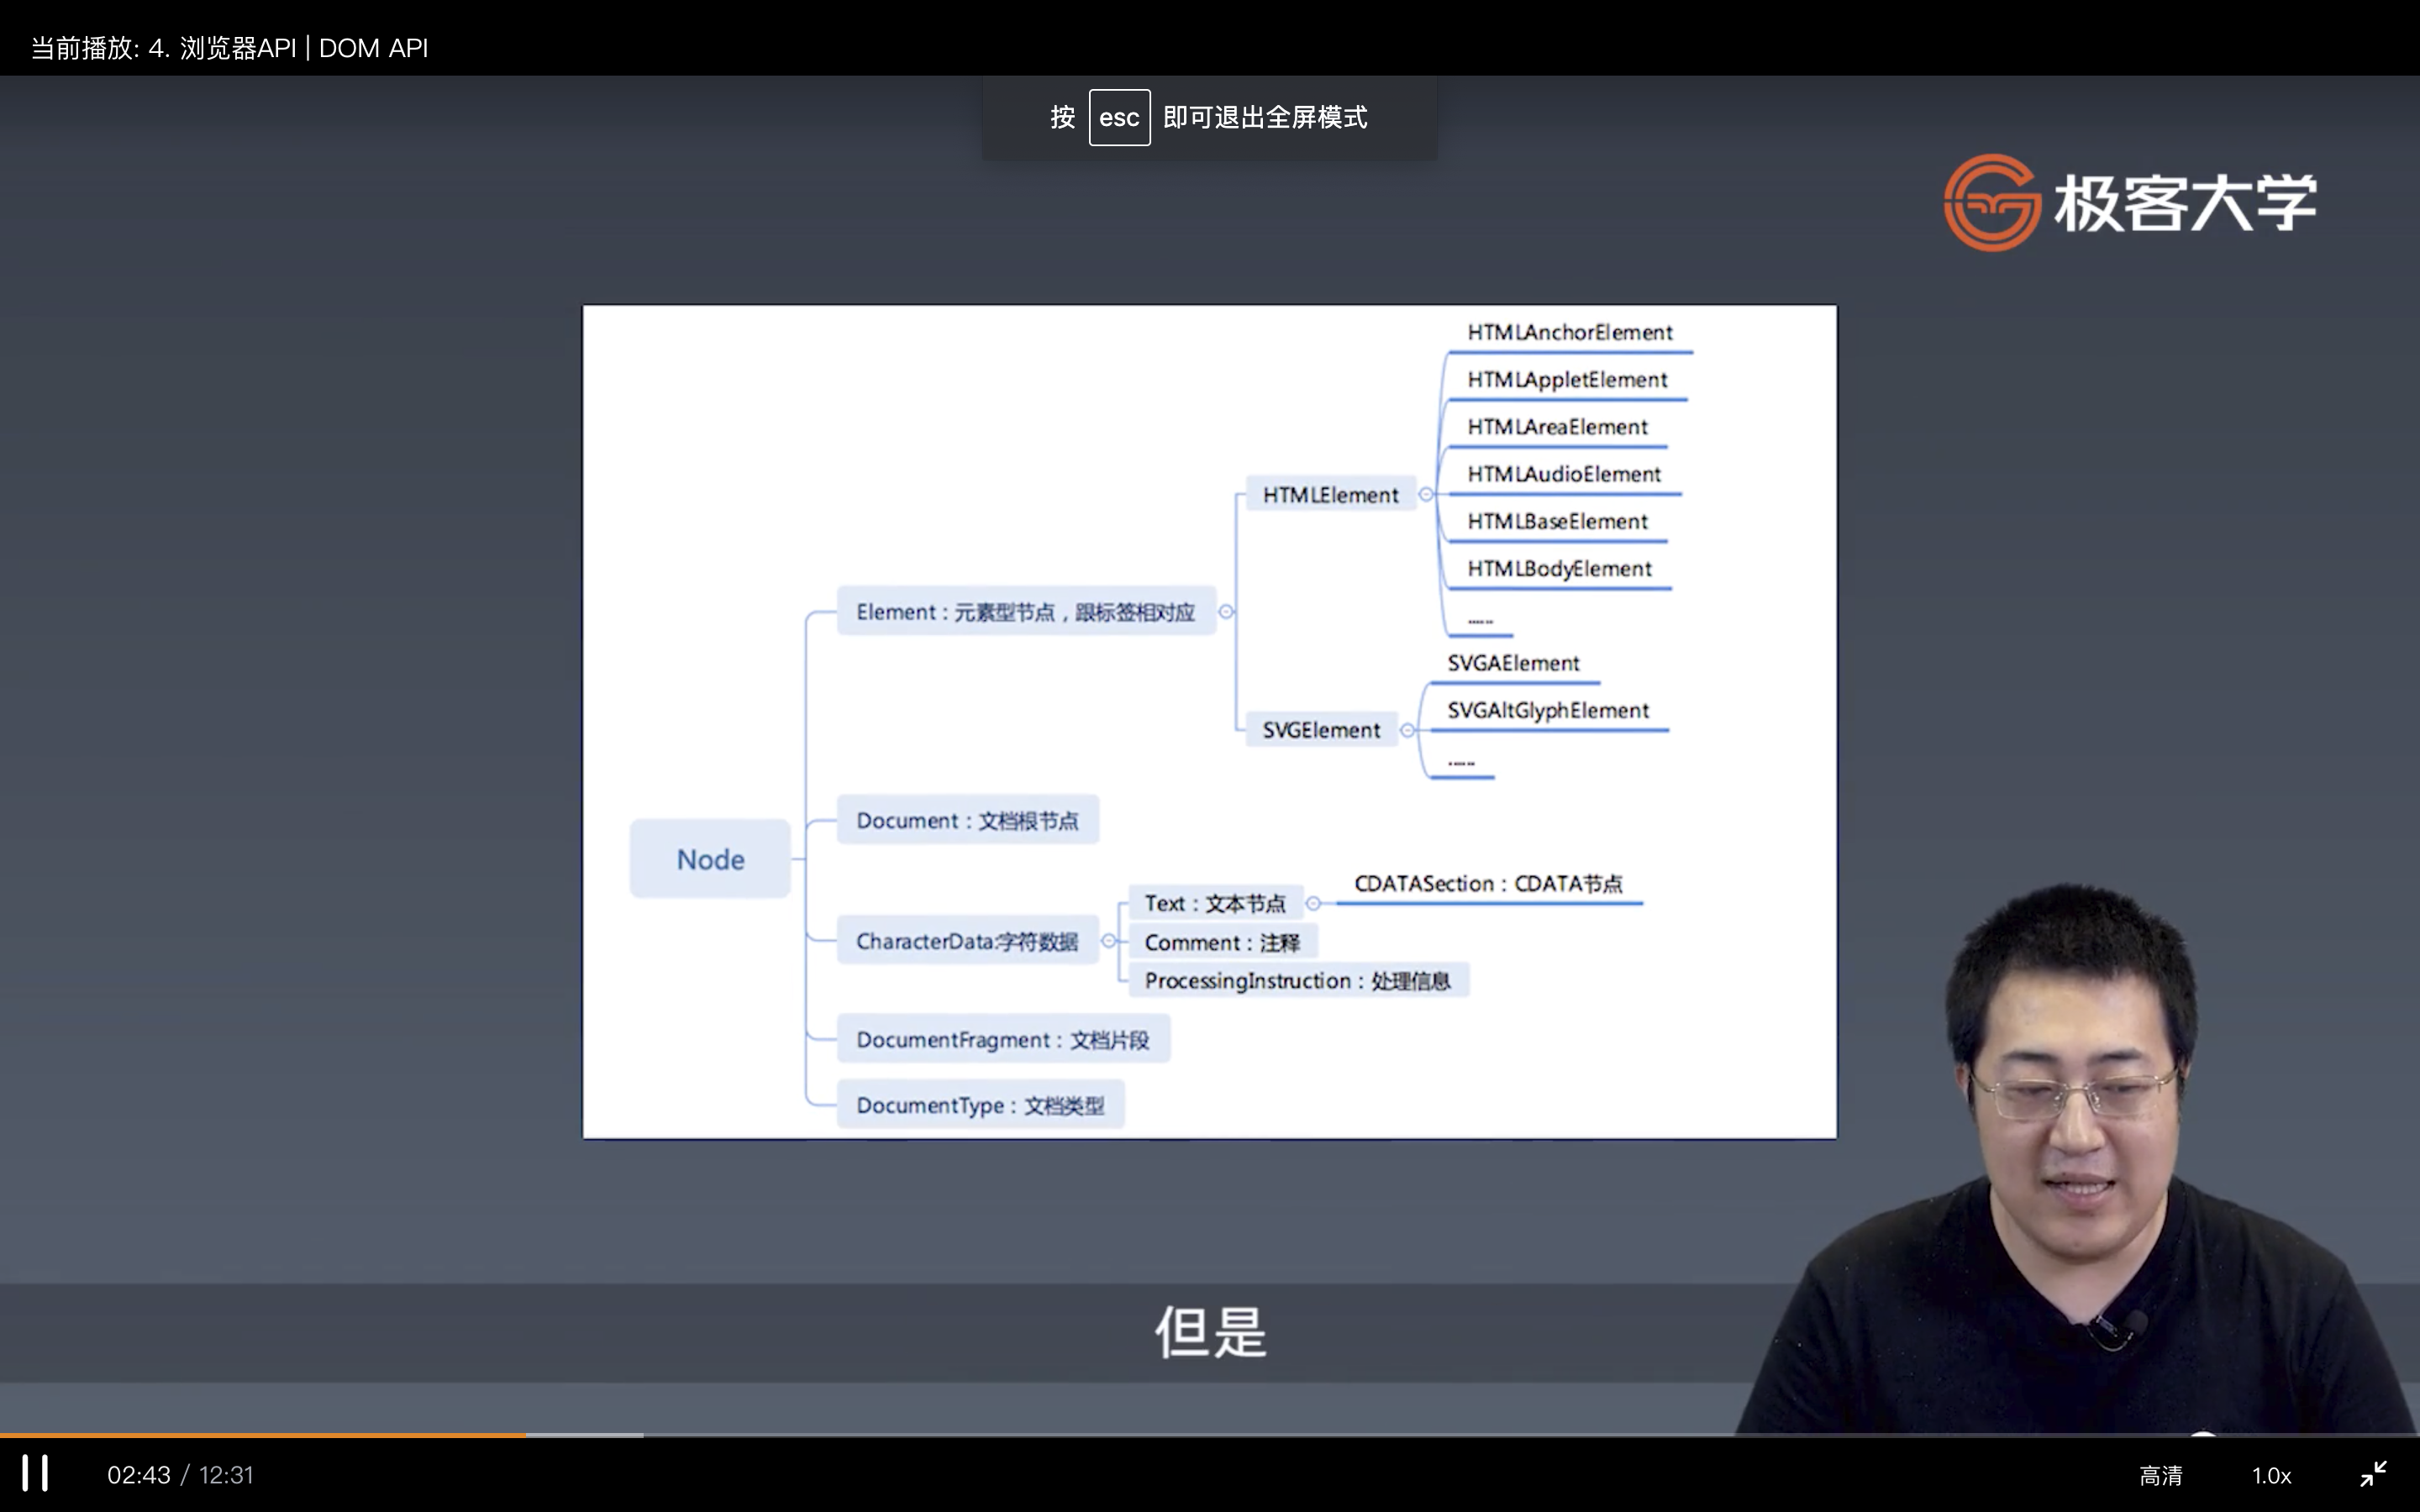 当前播放: 4. 浏览器API | DOM API
按 esc 即可退出全屏模式
极客大学
HTMLAnchorElement
HTMLAppletElement
HTMLAreaElement
HTMLAudioElement
HTMLElement
HTMLBaseElement
HTMLBodyElement
......
Element：元素型节点，跟标签相对应
SVGAElement
SVGAltGlyphElement
SVGElement
......
Document：文档根节点
Node
CDATASection：CDATA节点
Text：文本节点
CharacterData:字符数据
Comment：注释
ProcessingInstruction：处理信息
DocumentFragment：文档片段
DocumentType：文档类型
但是
02:43 / 12:31
高清
1.0x